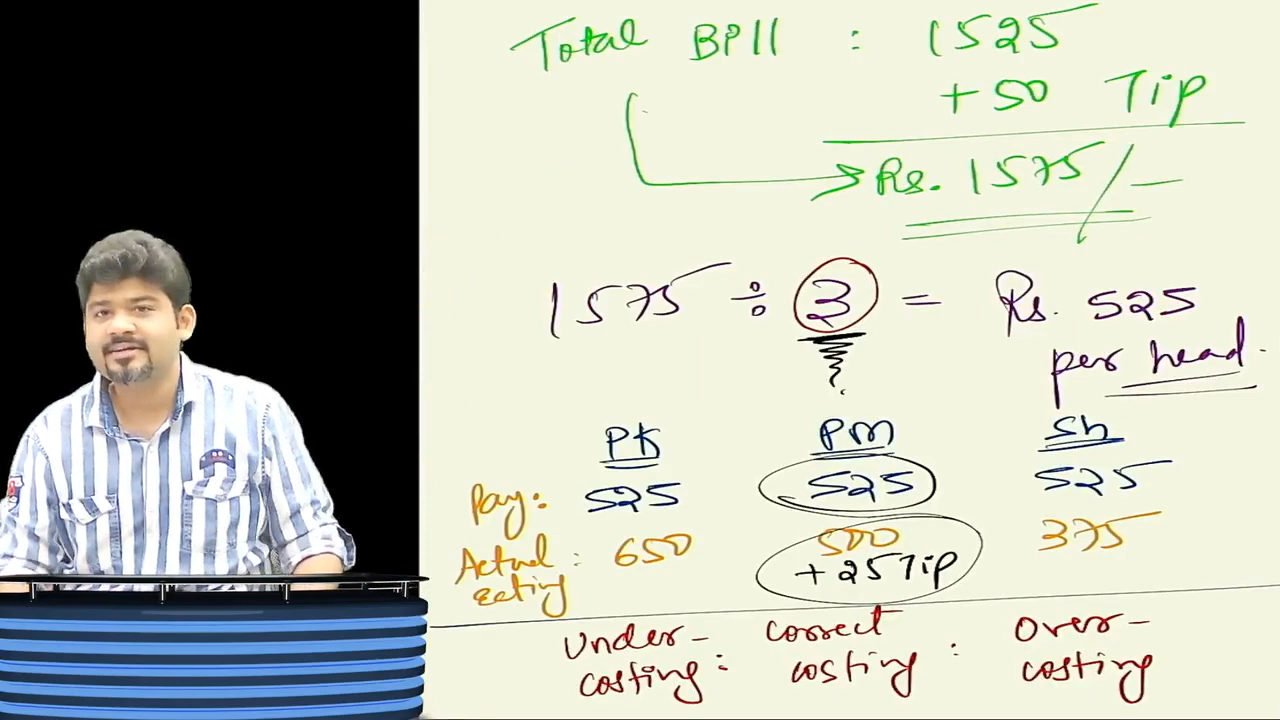 Total Bill : 1525
+ 50 Tip
Rs. 1575/-
1575 ÷ 3 = Rs. 525
per head.
PK PM Sh
Pay: 525 525 525
Actual eating : 650 500 375
+ 25 Tip
Under- correct Over-
costing : costing : costing